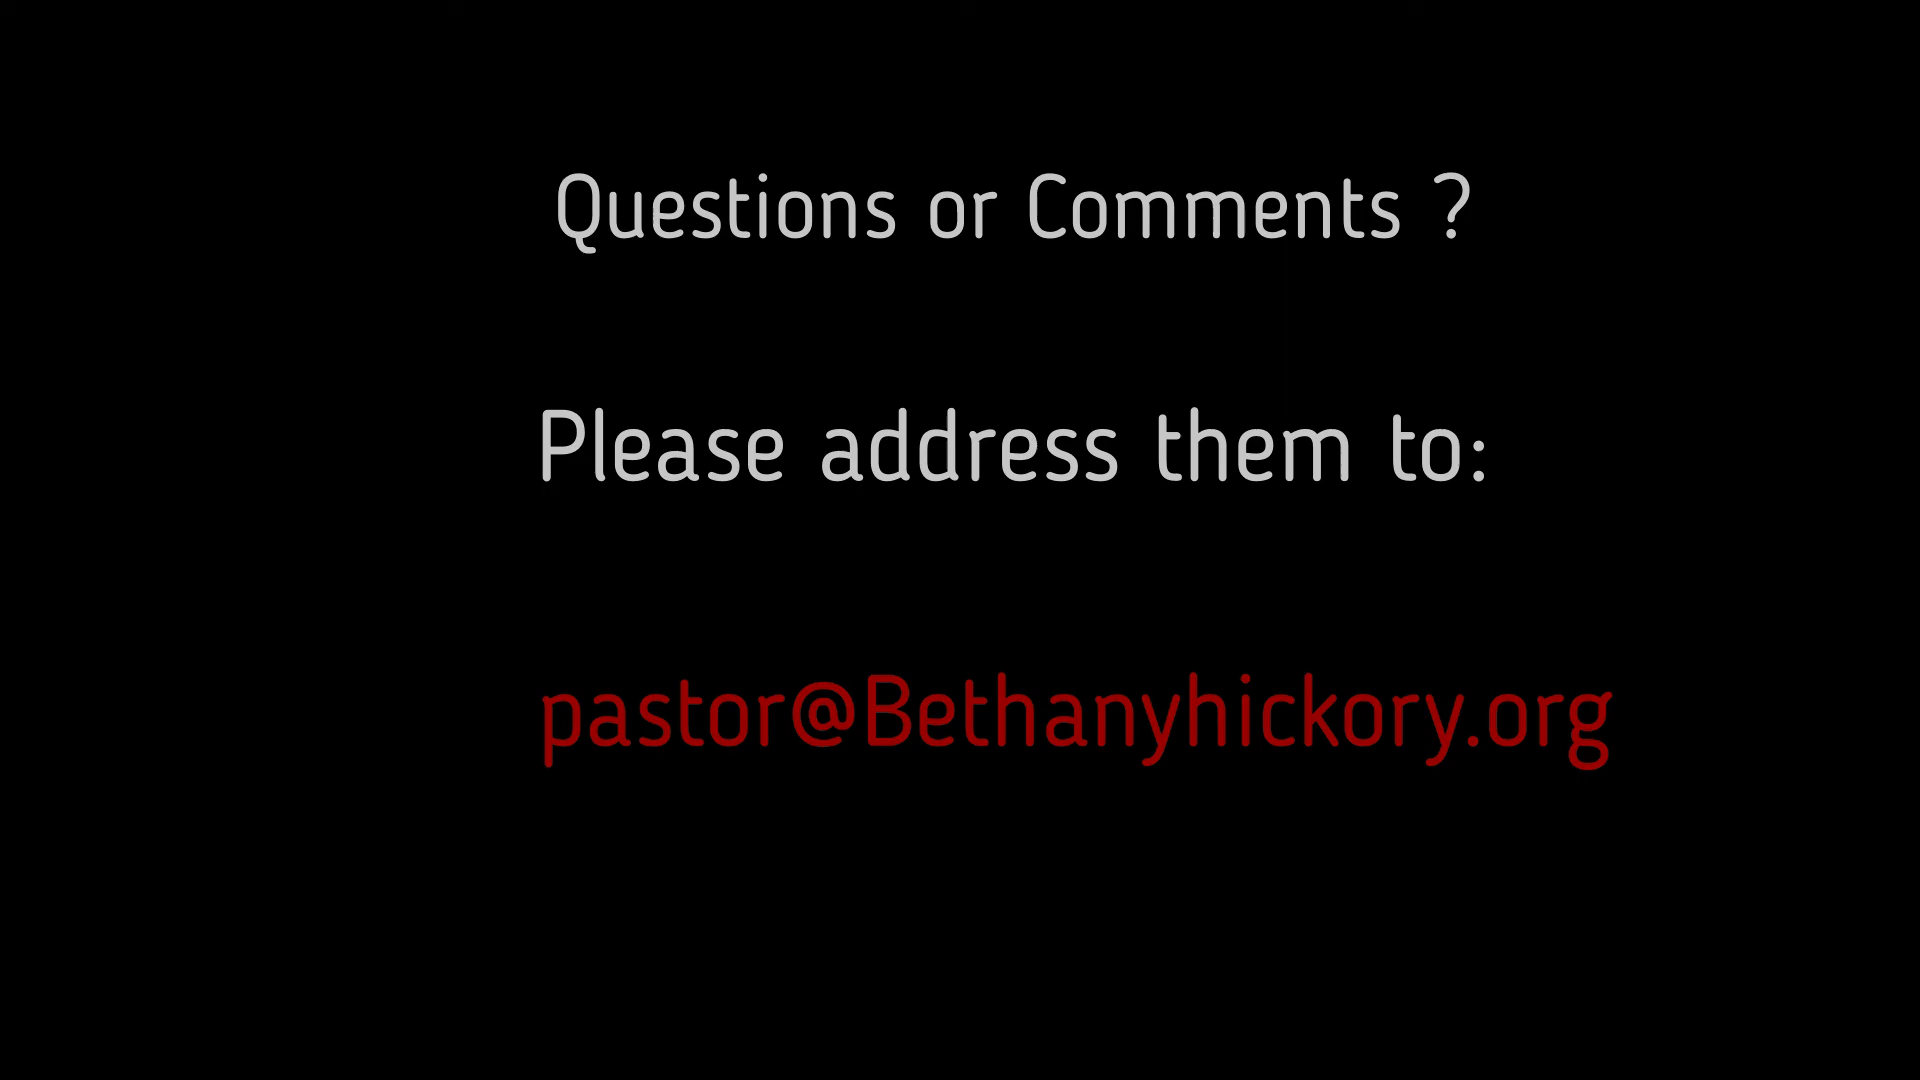 Questions or Comments ?
Please address them to:
pastor@Bethanyhickory.org